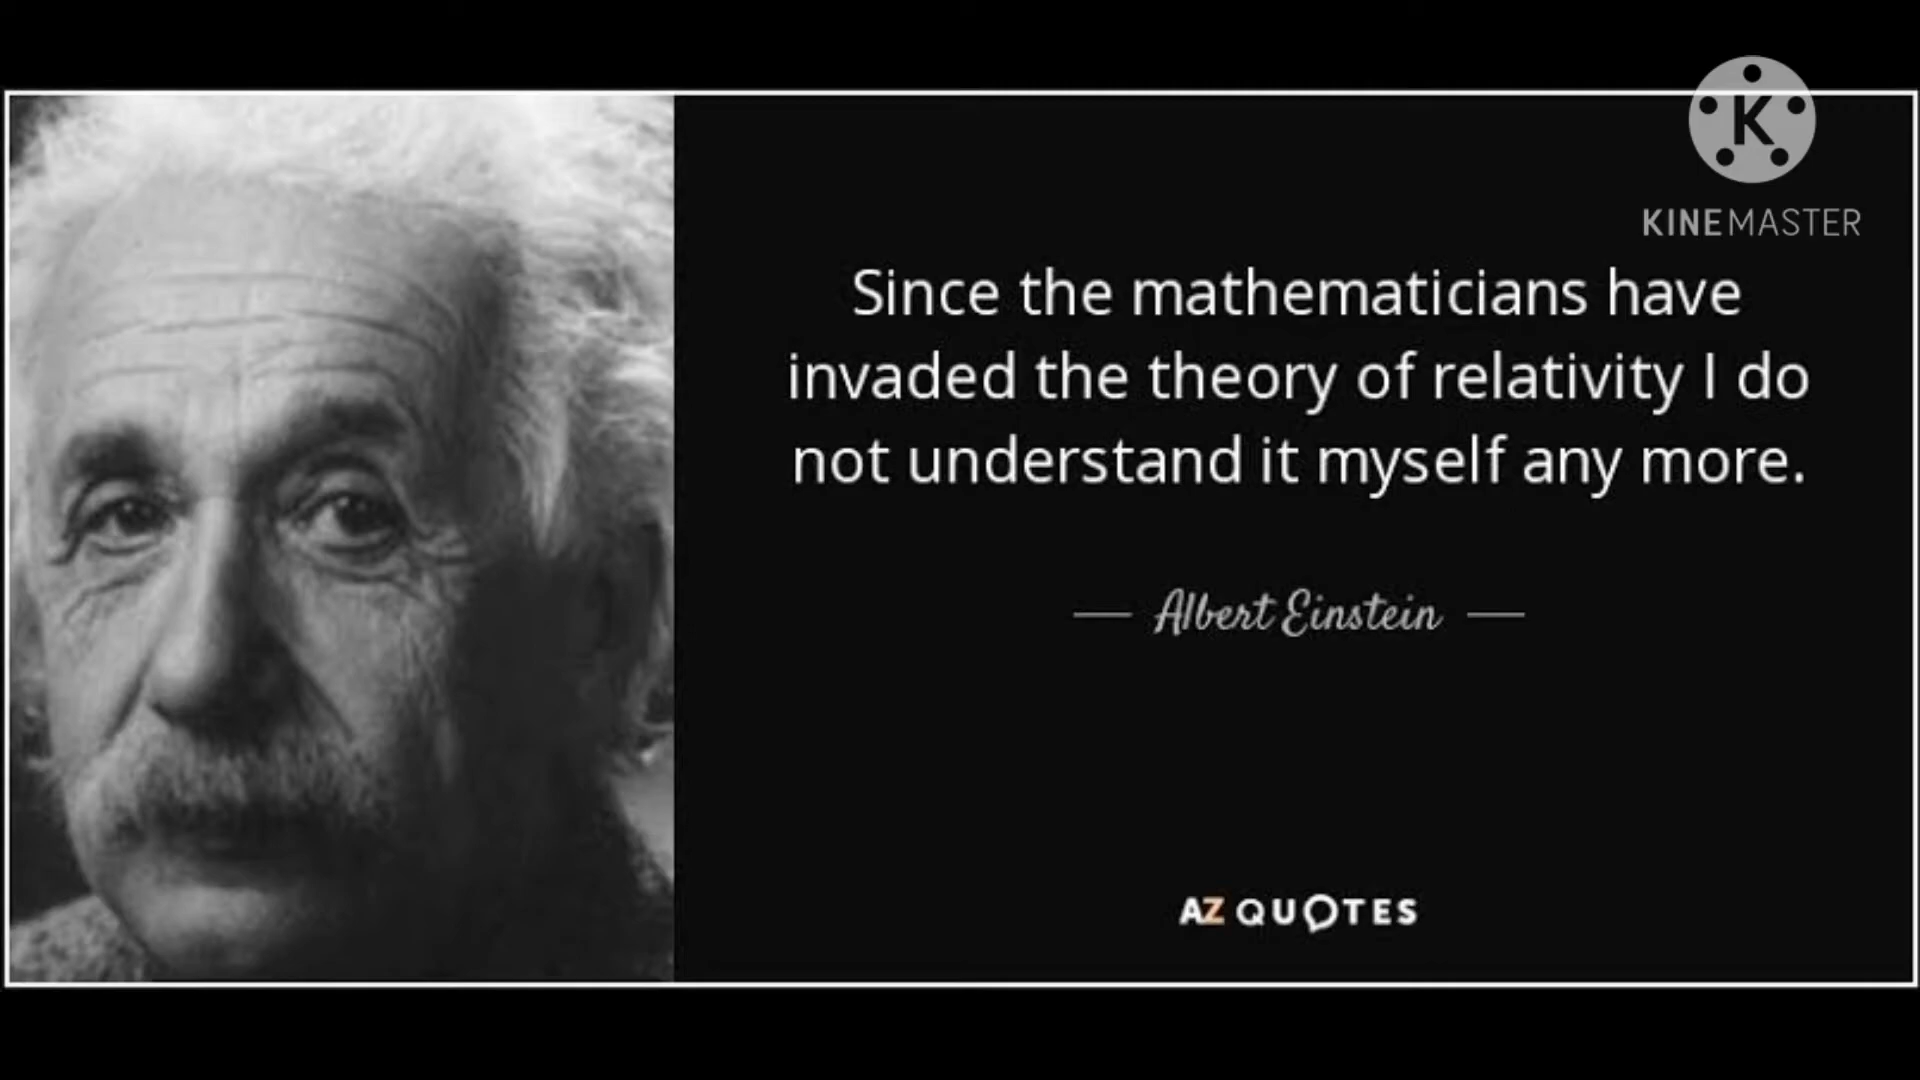 K
KINEMASTER
Since the mathematicians have
invaded the theory of relativity I do
not understand it myself any more.
— Albert Einstein —
AZ QUOTES